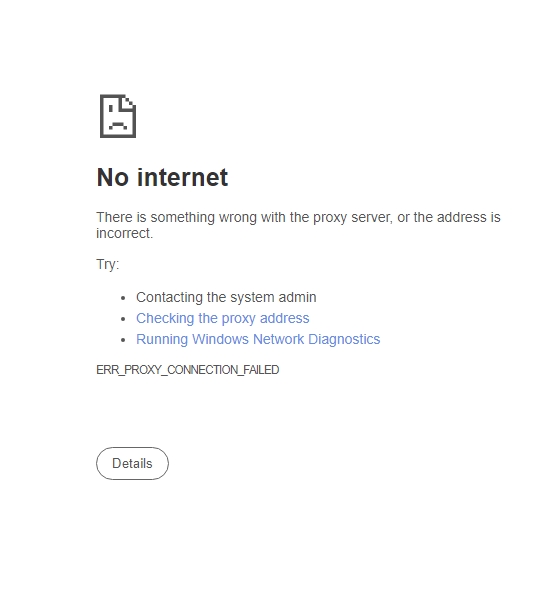 No internet
There is something wrong with the proxy server, or the address is
incorrect.
Try:
• Contacting the system admin
• Checking the proxy address
• Running Windows Network Diagnostics
ERR_PROXY_CONNECTION_FAILED
Details